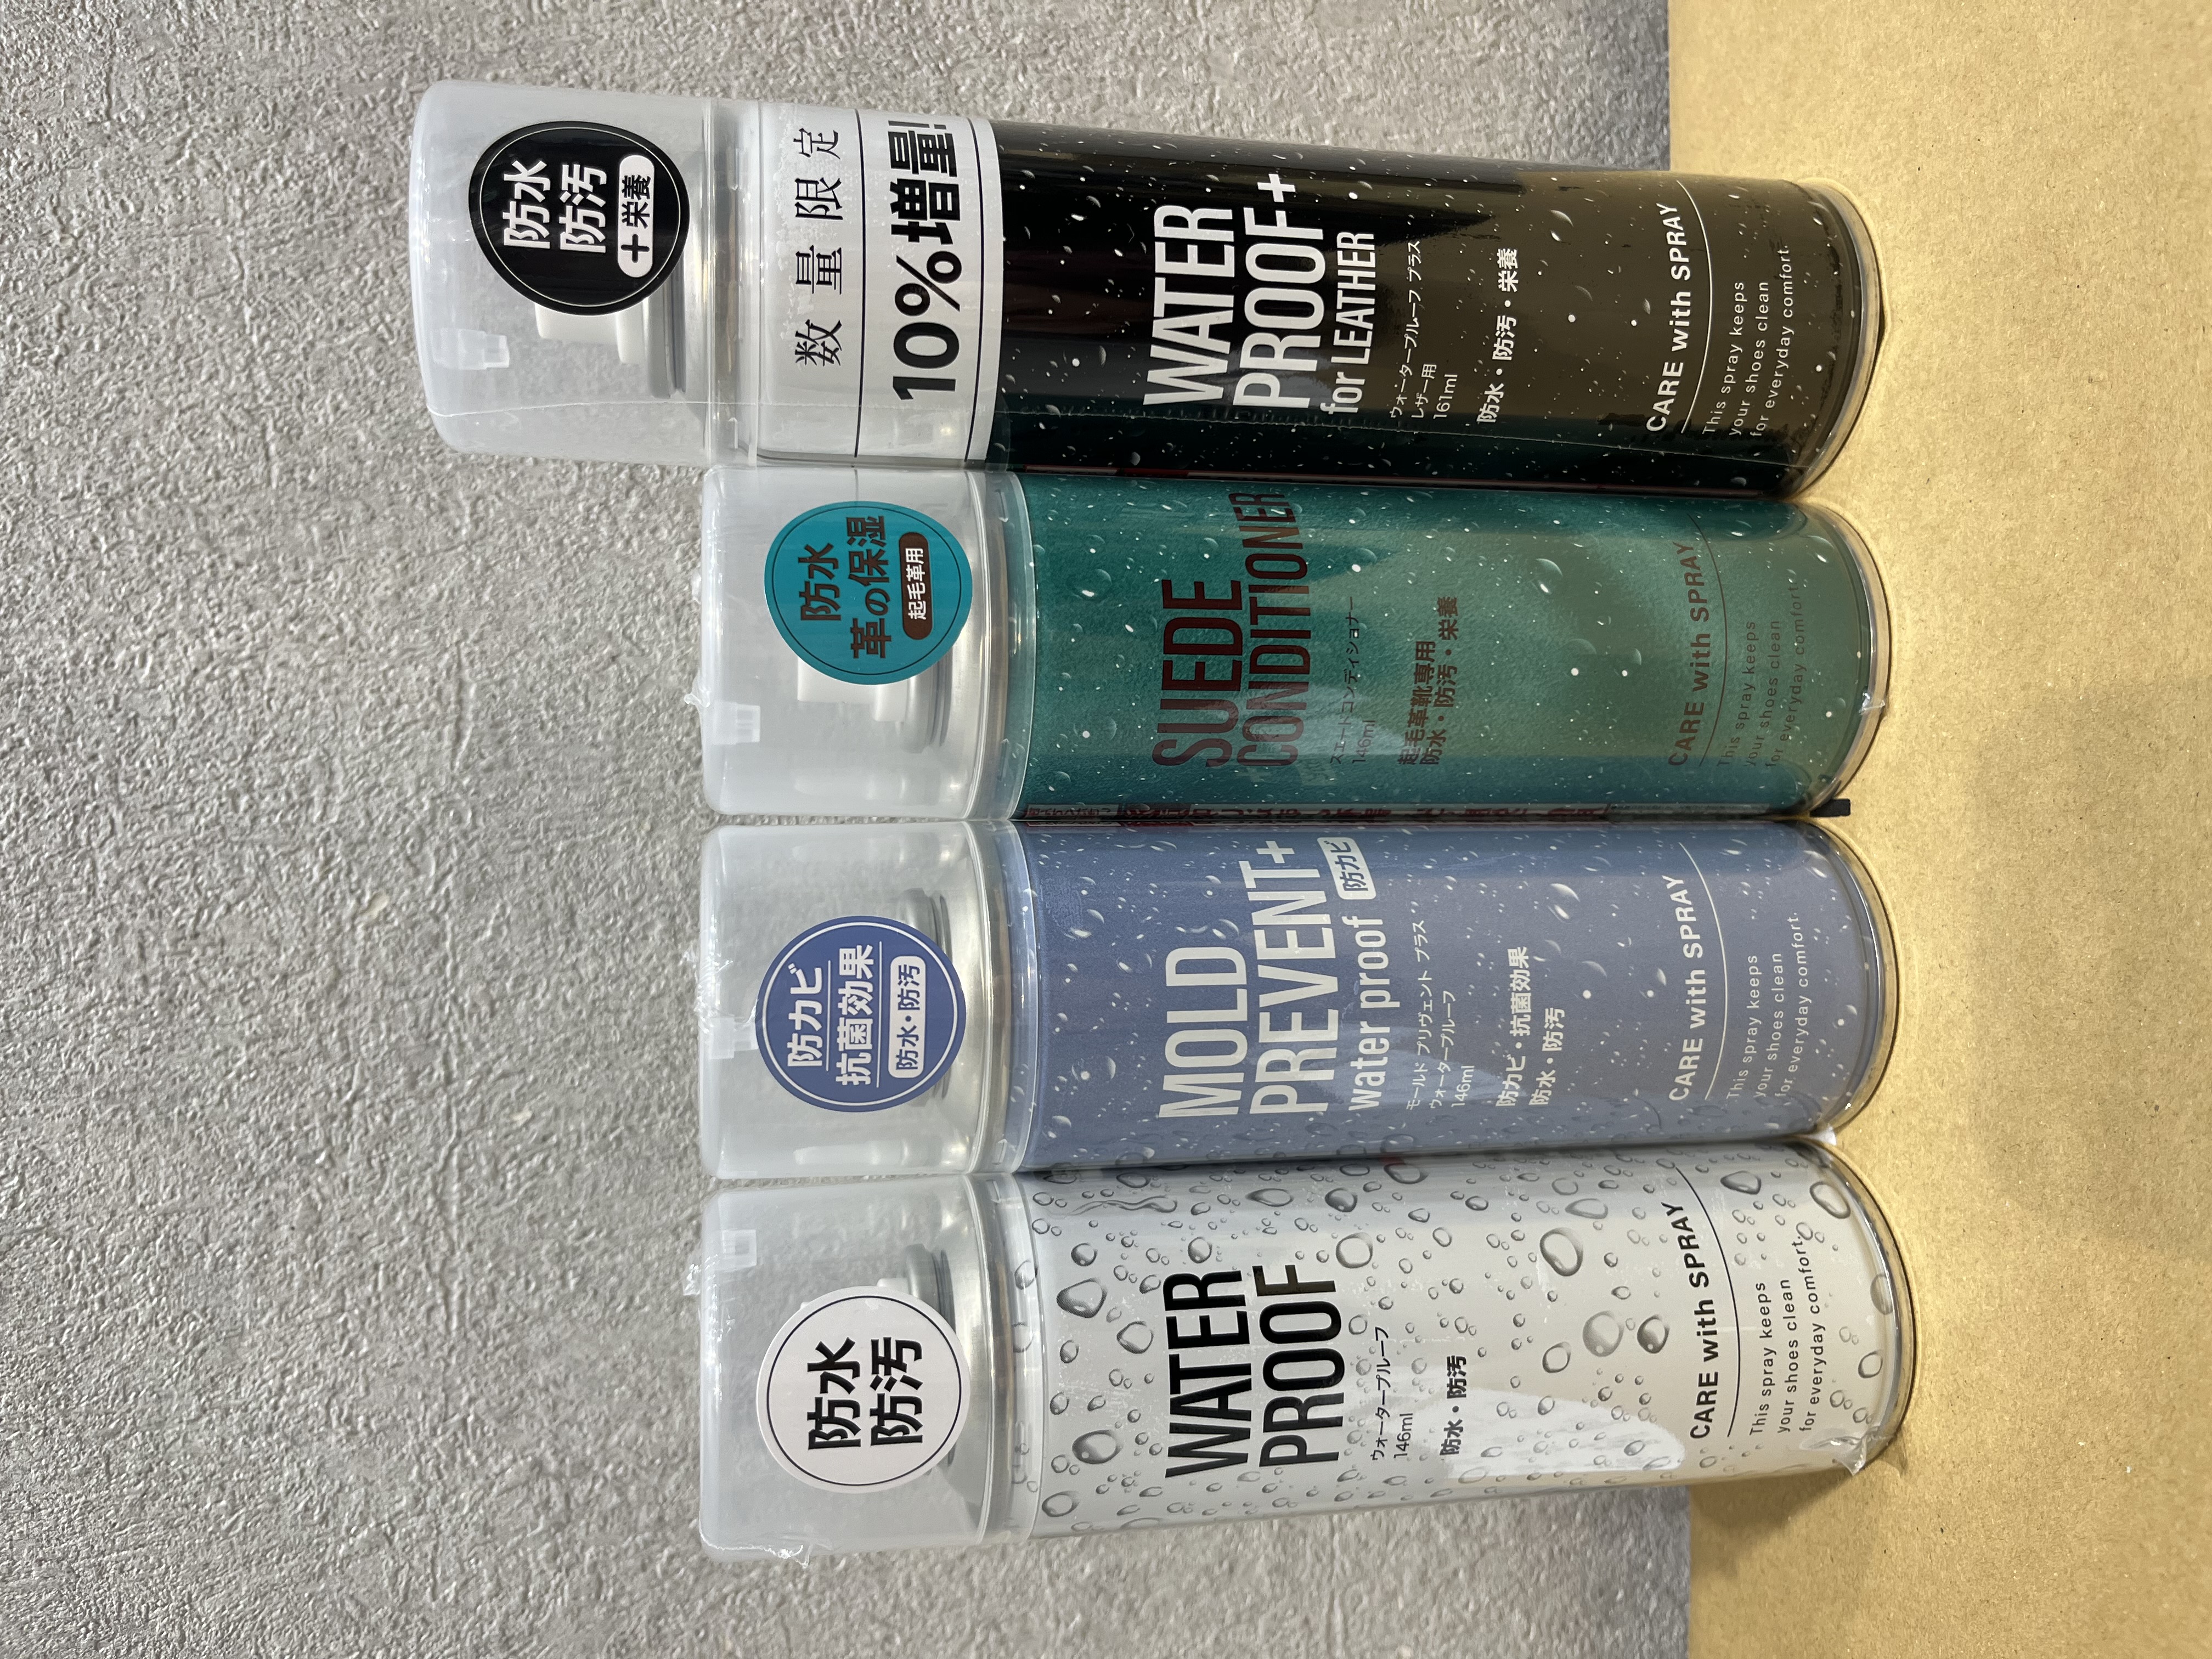 防水
防汚
WATER
PROOF
ウォータープルーフ
146ml
防水・防汚
CARE with SPRAY
This spray keeps
your shoes clean
for everyday comfort.
防カビ
抗菌効果
防水・防汚
MOLD
PREVENT+
water proof 防カビ
モールド プリヴェント プラス
ウォータープルーフ
146ml
防カビ・抗菌効果
防水・防汚
CARE with SPRAY
This spray keeps
your shoes clean
for everyday comfort.
防水
革の保湿
起毛革用
SUEDE
CONDITIONER
スエードコンディショナー
146ml
起毛革靴専用
防水・防汚・栄養
CARE with SPRAY
This spray keeps
your shoes clean
for everyday comfort.
防水
防汚
+栄養
数量限定
10%増量!
WATER
PROOF+
for LEATHER
ウォータープルーフ プラス
レザー用
161ml
防水・防汚・栄養
CARE with SPRAY
This spray keeps
your shoes clean
for everyday comfort.